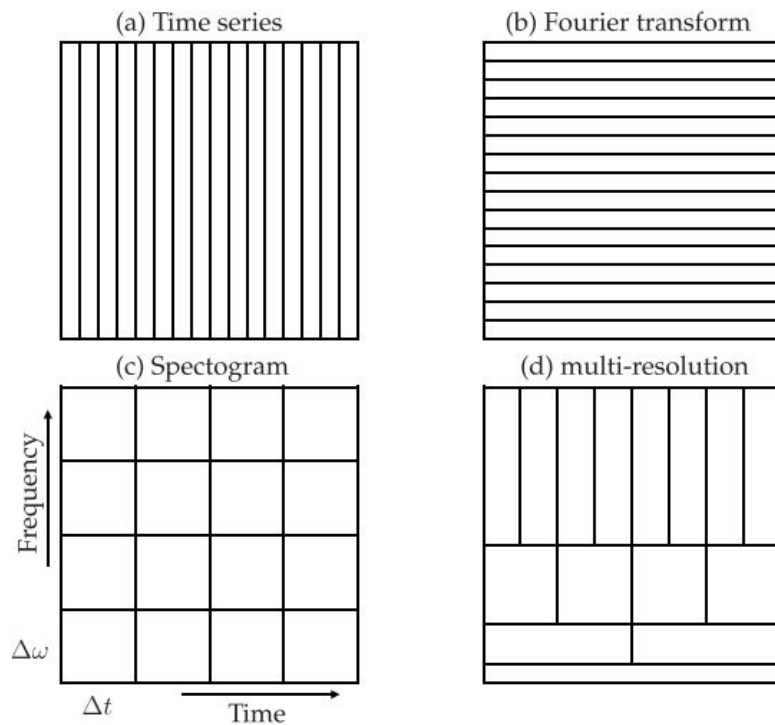 (a) Time series
(b) Fourier transform
(c) Spectogram
(d) multi-resolution
Frequency
Δω
Δt
Time